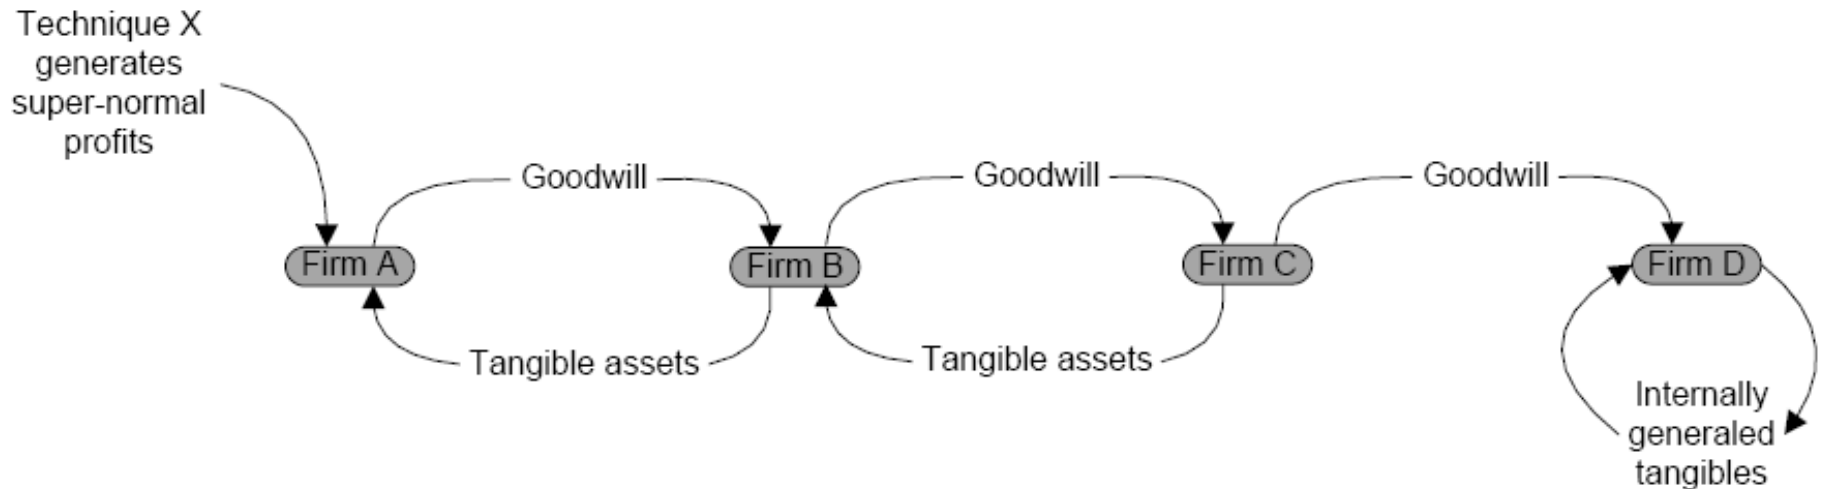 Technique X
generates
super-normal
profits
Goodwill
Goodwill
Goodwill
Firm A
Firm B
Firm C
Firm D
Tangible assets
Tangible assets
Internally
generaled
tangibles